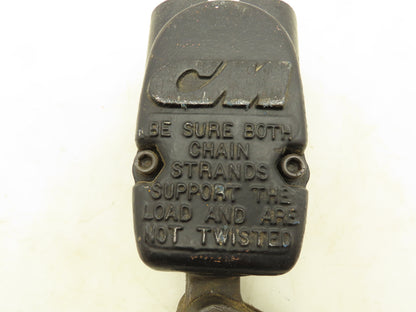 CM
BE SURE BOTH
CHAIN
STRANDS
SUPPORT THE
LOAD AND ARE
NOT TWISTED